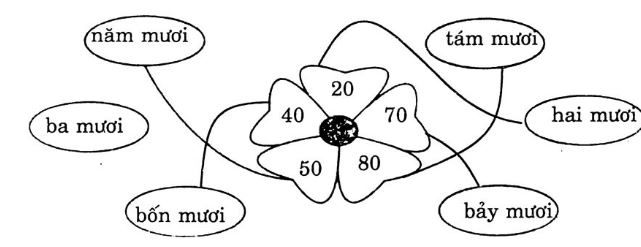 năm mươi
tám mươi
20
40
70
hai mươi
ba mươi
50
80
bốn mươi
bảy mươi